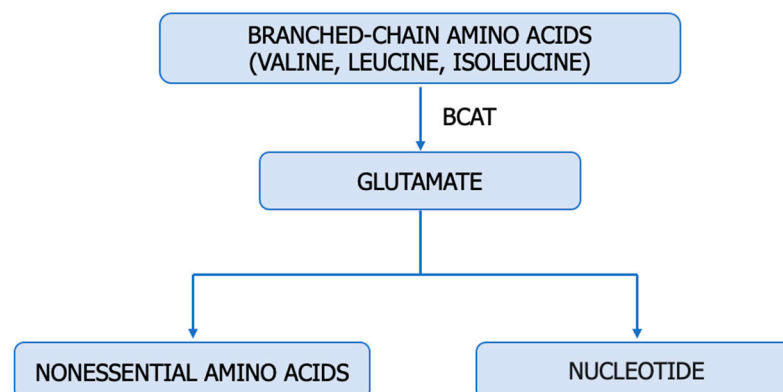 BRANCHED-CHAIN AMINO ACIDS
(VALINE, LEUCINE, ISOLEUCINE)
BCAT
GLUTAMATE
NONESSENTIAL AMINO ACIDS
NUCLEOTIDE